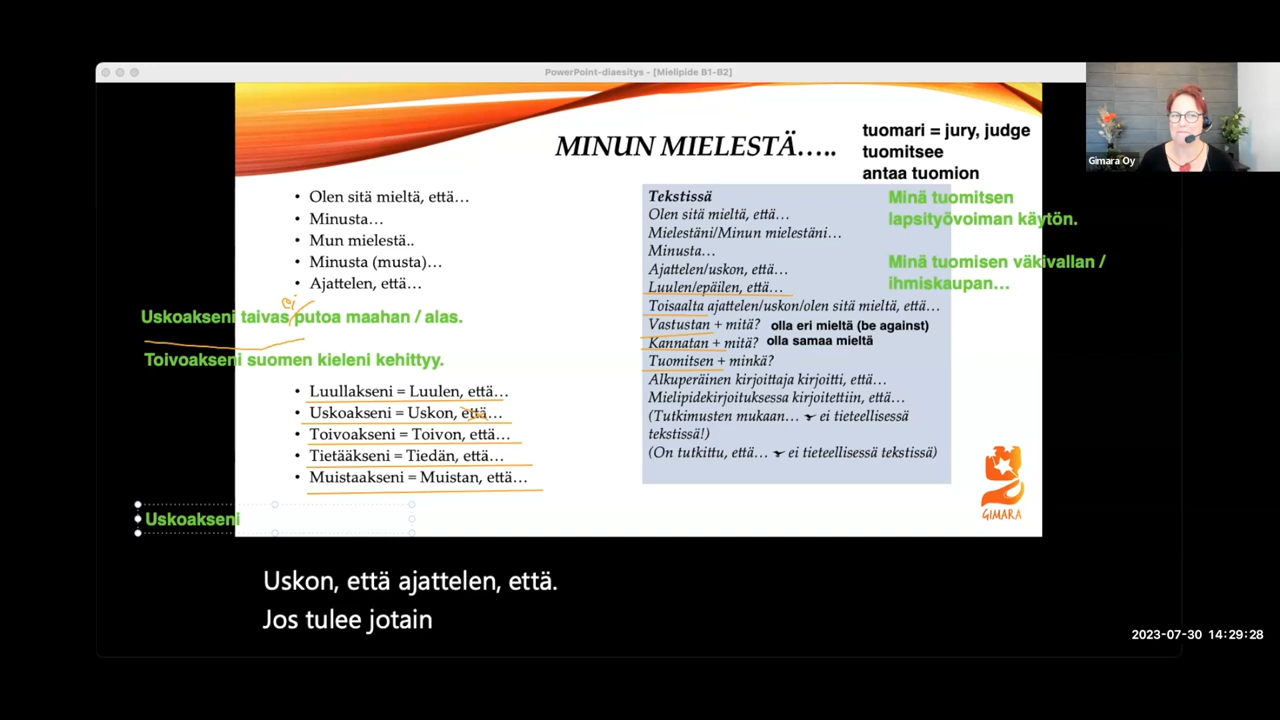 PowerPoint-diaesitys - [Mielipide B1-B2]
MINUN MIELESTÄ…..
tuomari = jury, judge
tuomitsee
antaa tuomion
Gimara Oy
• Olen sitä mieltä, että…
• Minusta…
• Mun mielestä..
• Minusta (musta)…
• Ajattelen, että…
ei
Uskoakseni taivas putoa maahan / alas.
Toivoakseni suomen kieleni kehittyy.
• Luullakseni = Luulen, että…
• Uskoakseni = Uskon, että…
• Toivoakseni = Toivon, että…
• Tietääkseni = Tiedän, että…
• Muistaakseni = Muistan, että…
Uskoakseni
Tekstissä
Olen sitä mieltä, että…
Mielestäni/Minun mielestäni…
Minusta…
Ajattelen/uskon, että…
Luulen/epäilen, että…
Toisaalta ajattelen/uskon/olen sitä mieltä, että…
Vastustan + mitä? olla eri mieltä (be against)
Kannatan + mitä? olla samaa mieltä
Tuomitsen + minkä?
Alkuperäinen kirjoittaja kirjoitti, että…
Mielipidekirjoituksessa kirjoitettiin, että…
(Tutkimusten mukaan… ei tieteellisessä
tekstissä!)
(On tutkittu, että… ei tieteellisessä tekstissä)
Minä tuomitsen
lapsityövoiman käytön.
Minä tuomisen väkivallan /
ihmiskaupan…
GIMARA
Uskon, että ajattelen, että.
Jos tulee jotain
2023-07-30 14:29:28